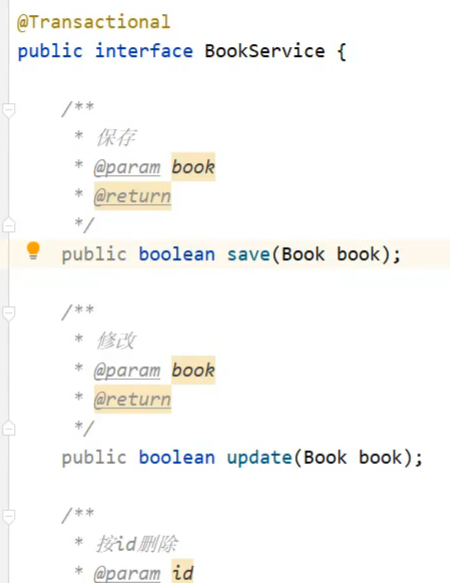 @Transactional
public interface BookService {
/**
* 保存
* @param book
* @return
*/
public boolean save(Book book);
/**
* 修改
* @param book
* @return
*/
public boolean update(Book book);
/**
* 按id删除
* @param id